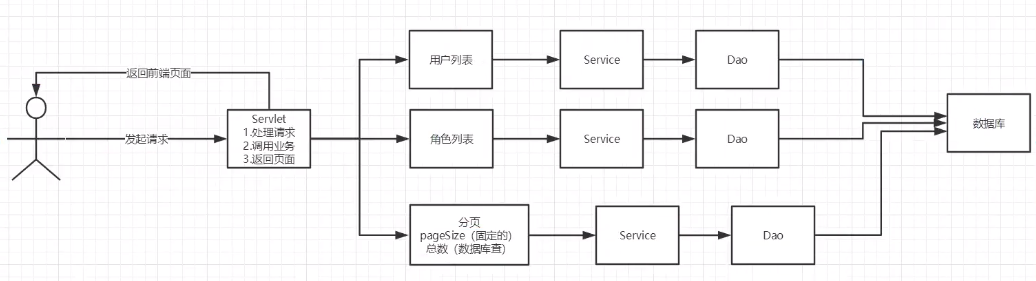 返回前端页面
发起请求
Servlet
1.处理请求
2.调用业务
3.返回页面
用户列表
Service
Dao
角色列表
Service
Dao
分页
pageSize（固定的）
总数（数据库查）
Service
Dao
数据库